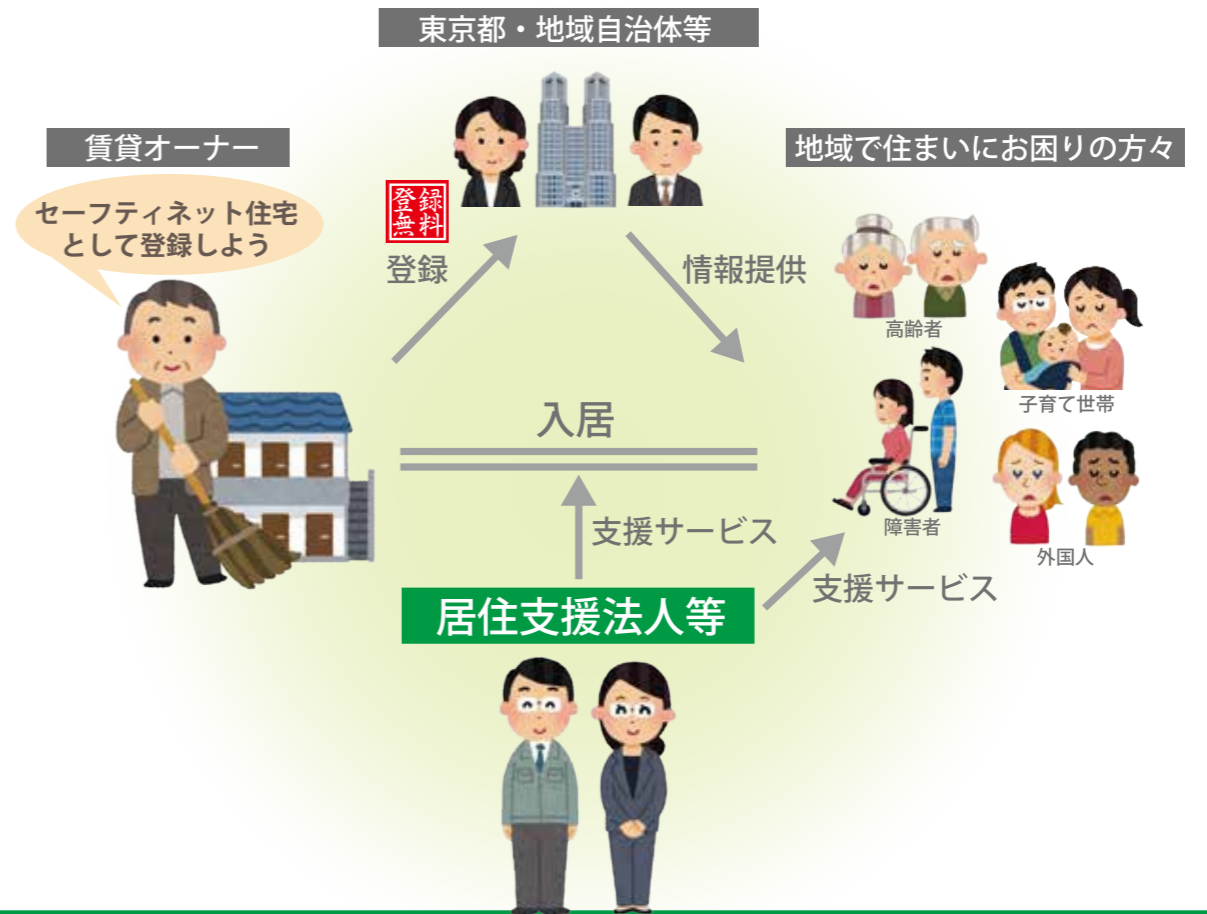 東京都・地域自治体等
賃貸オーナー
地域で住まいにお困りの方々
セーフティネット住宅
として登録しよう
登録
無料
登録
情報提供
高齢者
子育て世帯
入居
障害者
外国人
支援サービス
支援サービス
居住支援法人等